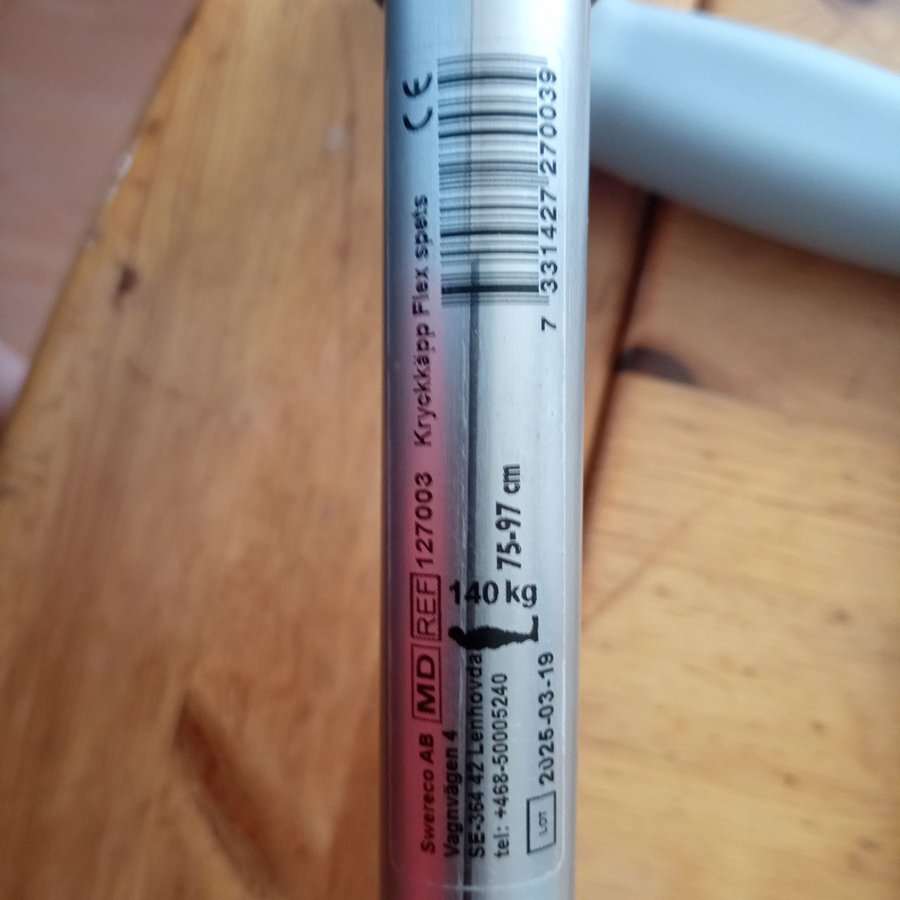 Swereco AB MD REF 127003 Kryckkäpp Flex spets CE
Vagnvägen 4
SE-364 42 Lenhovda
tel: +468-50005240
140 kg
75-97 cm
LOT 2025-03-19
7 331427 270039